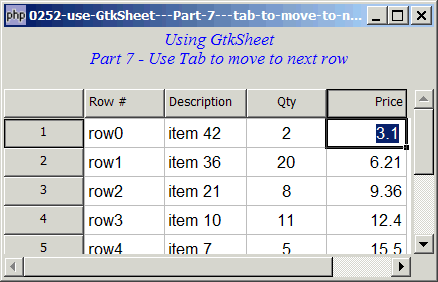 php 0252-use-GtkSheet---Part-7---tab-to-move-to-n...
Using GtkSheet
Part 7 - Use Tab to move to next row
Row # Description Qty Price
1 row0 item 42 2 3.1
2 row1 item 36 20 6.21
3 row2 item 21 8 9.36
4 row3 item 10 11 12.4
5 row4 item 7 5 15.5